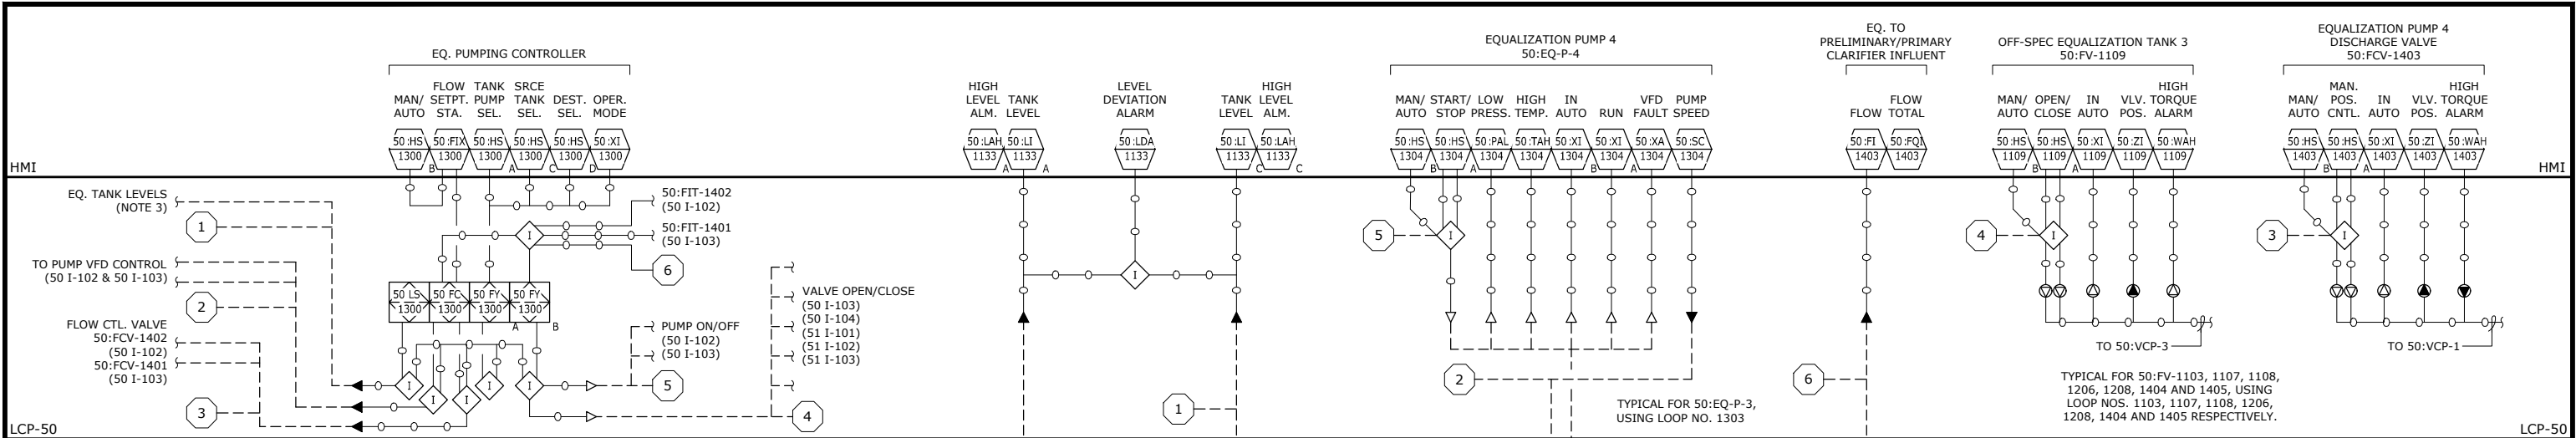 EQ. PUMPING CONTROLLER
MAN/
AUTO
FLOW
SETPT.
STA.
TANK
PUMP
SEL.
SRCE
TANK
SEL.
DEST.
SEL.
OPER.
MODE
50 :HS
1300
B
50 :FIX
1300
50 :HS
1300
A
50 :HS
1300
C
50 :HS
1300
D
50 :XI
1300
HIGH
LEVEL
ALM.
TANK
LEVEL
50 :LAH
1133
A
50 :LI
1133
A
LEVEL
DEVIATION
ALARM
50 :LDA
1133
TANK
LEVEL
HIGH
LEVEL
ALM.
50 :LI
1133
C
50 :LAH
1133
C
EQUALIZATION PUMP 4
50:EQ-P-4
MAN/
AUTO
START/
STOP
LOW
PRESS.
HIGH
TEMP.
IN
AUTO
RUN
VFD
FAULT
PUMP
SPEED
50 :HS
1304
B
50 :HS
1304
A
50 :PAL
1304
50 :TAH
1304
50 :XI
1304
B
50 :XI
1304
A
50 :XA
1304
50 :SC
1304
EQ. TO
PRELIMINARY/PRIMARY
CLARIFIER INFLUENT
FLOW
FLOW
TOTAL
50 :FI
1403
50 :FQI
1403
OFF-SPEC EQUALIZATION TANK 3
50:FV-1109
MAN/
AUTO
OPEN/
CLOSE
IN
AUTO
VLV.
POS.
HIGH
TORQUE
ALARM
50 :HS
1109
B
50 :HS
1109
A
50 :XI
1109
50 :ZI
1109
50 :WAH
1109
EQUALIZATION PUMP 4
DISCHARGE VALVE
50:FCV-1403
MAN/
AUTO
MAN.
POS.
CNTL.
IN
AUTO
VLV.
POS.
HIGH
TORQUE
ALARM
50 :HS
1403
B
50 :HS
1403
A
50 :XI
1403
50 :ZI
1403
50 :WAH
1403
HMI
HMI
EQ. TANK LEVELS
(NOTE 3)
1
TO PUMP VFD CONTROL
(50 I-102 & 50 I-103)
2
FLOW CTL. VALVE
50:FCV-1402
(50 I-102)
50:FCV-1401
(50 I-103)
3
50:FIT-1402
(50 I-102)
50:FIT-1401
(50 I-103)
I
6
50 LS
1300
50 FC
1300
50 FY
1300
A
50 FY
1300
B
I
I
I
I
I
PUMP ON/OFF
(50 I-102)
(50 I-103)
5
VALVE OPEN/CLOSE
(50 I-103)
(50 I-104)
(51 I-101)
(51 I-102)
(51 I-103)
4
I
1
5
I
2
TYPICAL FOR 50:EQ-P-3,
USING LOOP NO. 1303
6
4
I
TO 50:VCP-3
TYPICAL FOR 50:FV-1103, 1107, 1108,
1206, 1208, 1404 AND 1405, USING
LOOP NOS. 1103, 1107, 1108, 1206,
1208, 1404 AND 1405 RESPECTIVELY.
3
I
TO 50:VCP-1
LCP-50
LCP-50